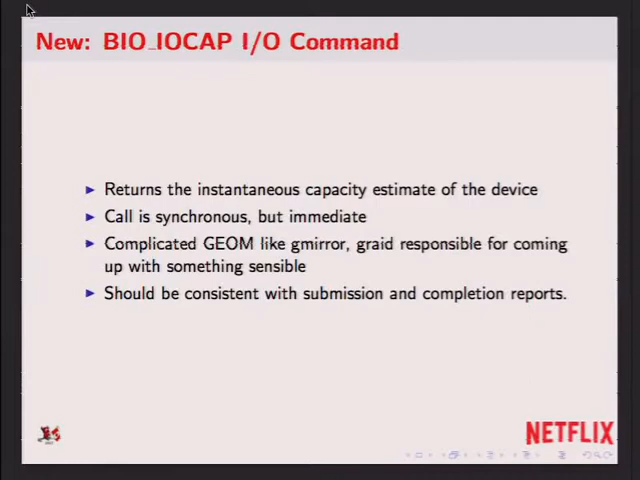 New: BIO_IOCAP I/O Command
Returns the instantaneous capacity estimate of the device
Call is synchronous, but immediate
Complicated GEOM like gmirror, graid responsible for coming
up with something sensible
Should be consistent with submission and completion reports.
NETFLIX